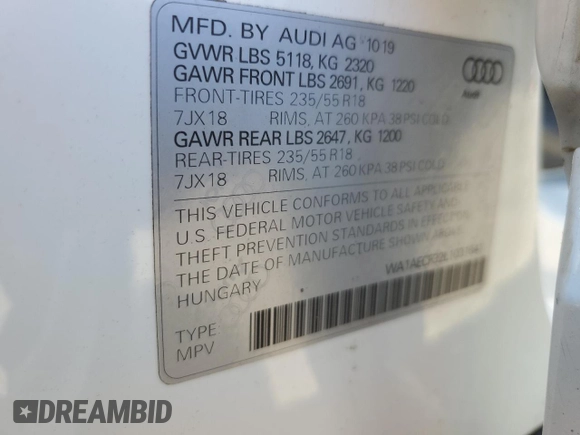 MFD. BY AUDI AG 1019
GVWR LBS 5118, KG 2320
GAWR FRONT LBS 2691, KG 1220
FRONT-TIRES 235/55 R18
7JX18 RIMS, AT 260 KPA 38 PSI COLD
GAWR REAR LBS 2647, KG 1200
REAR-TIRES 235/55 R18
7JX18 RIMS, AT 260 KPA 38 PSI COLD
THIS VEHICLE CONFORMS TO ALL APPLICABLE
U.S. FEDERAL MOTOR VEHICLE SAFETY AND
THEFT PREVENTION STANDARDS IN EFFECT ON
THE DATE OF MANUFACTURE SHOWN ABOVE
HUNGARY
TYPE
MPV
Audi
DREAMBID